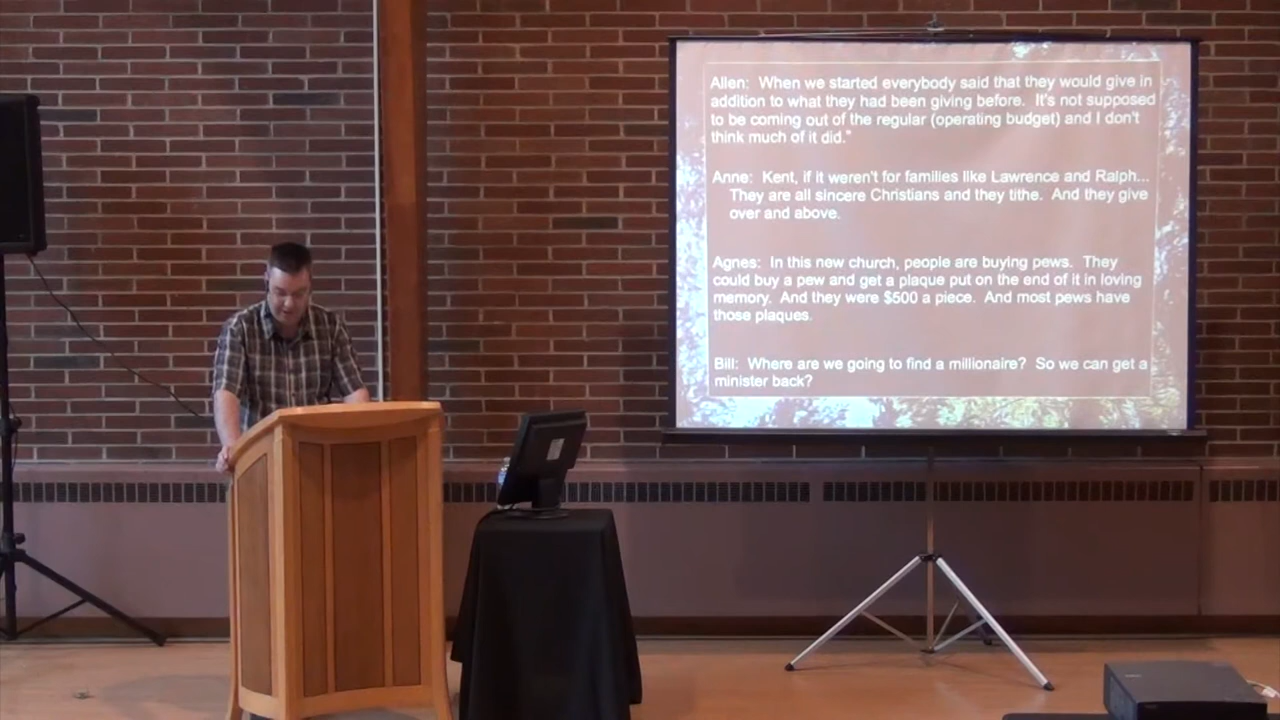 Allen: When we started everybody said that they would give in
addition to what they had been giving before. It's not supposed
to be coming out of the regular (operating budget) and I don't
think much of it did."
Anne: Kent, if it weren't for families like Lawrence and Ralph...
They are all sincere Christians and they tithe. And they give
over and above.
Agnes: In this new church, people are buying pews. They
could buy a pew and get a plaque put on the end of it in loving
memory. And they were $500 a piece. And most pews have
those plaques.
Bill: Where are we going to find a millionaire? So we can get a
minister back?